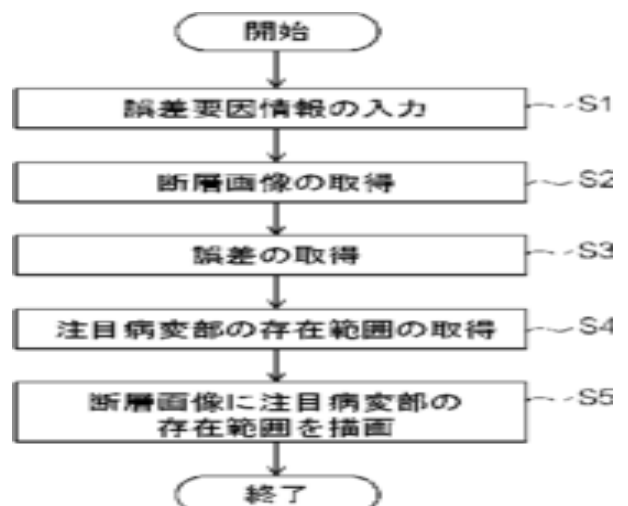 開始
誤差要因情報の入力 S1
断層画像の取得 S2
誤差の取得 S3
注目病変部の存在範囲の取得 S4
断層画像に注目病変部の S5
存在範囲を描画
終了